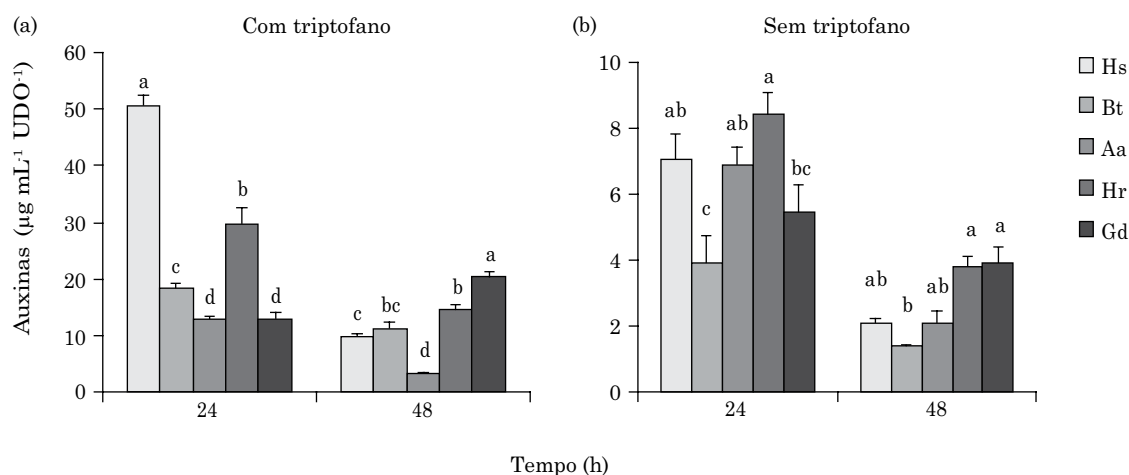 (a)
Com triptofano
Auxinas (µg mL⁻¹ UDO⁻¹)
60
50
40
30
20
10
0
a
c
d
b
d
c
bc
d
b
a
24
48
(b)
Sem triptofano
10
8
6
4
2
0
ab
c
ab
a
bc
ab
b
ab
a
a
24
48
Hs
Bt
Aa
Hr
Gd
Tempo (h)